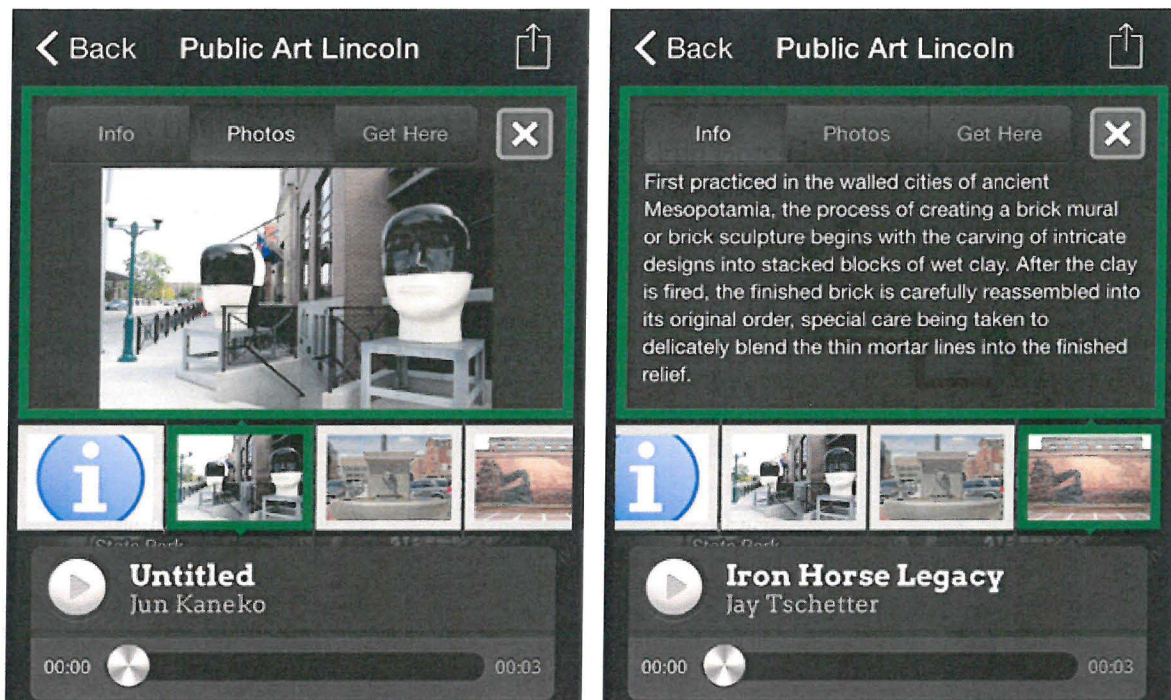 Back Public Art Lincoln
Info Photos Get Here
State Park
Untitled
Jun Kaneko
00:00 00:03
Back Public Art Lincoln
Info Photos Get Here
First practiced in the walled cities of ancient
Mesopotamia, the process of creating a brick mural
or brick sculpture begins with the carving of intricate
designs into stacked blocks of wet clay. After the clay
is fired, the finished brick is carefully reassembled into
its original order, special care being taken to
delicately blend the thin mortar lines into the finished
relief.
State Park
Iron Horse Legacy
Jay Tschetter
00:00 00:03